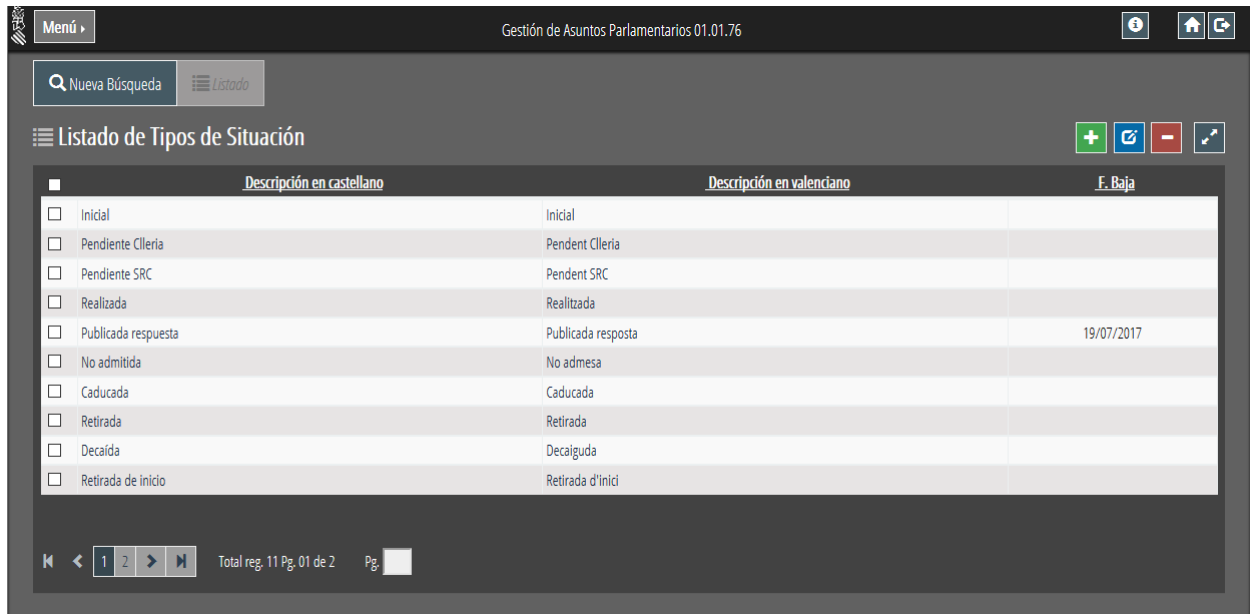 Menú
Gestión de Asuntos Parlamentarios 01.01.76
Nueva Búsqueda
Listado
Listado de Tipos de Situación
Descripción en castellano Descripción en valenciano F. Baja
Inicial Inicial
Pendiente Clleria Pendent Clleria
Pendiente SRC Pendent SRC
Realizada Realitzada
Publicada respuesta Publicada resposta 19/07/2017
No admitida No admesa
Caducada Caducada
Retirada Retirada
Decaída Decaiguda
Retirada de inicio Retirada d'inici
1 2 Total reg. 11 Pg. 01 de 2 Pg.